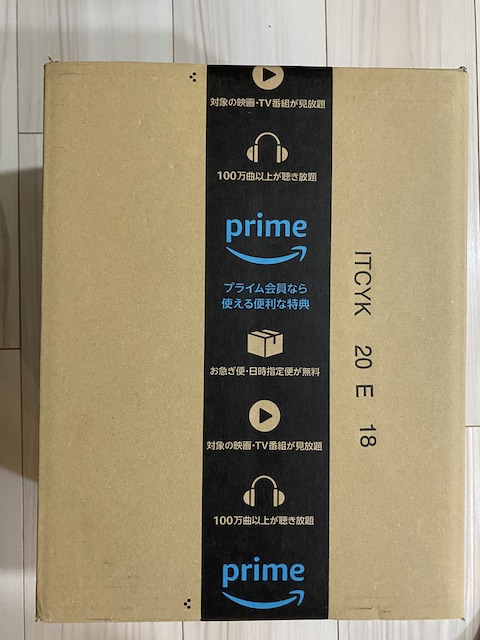 対象の映画・TV番組が見放題
100万曲以上が聴き放題
prime
プライム会員なら
使える便利な特典
お急ぎ便・日時指定便が無料
対象の映画・TV番組が見放題
100万曲以上が聴き放題
prime
ITCYK 20 E 18